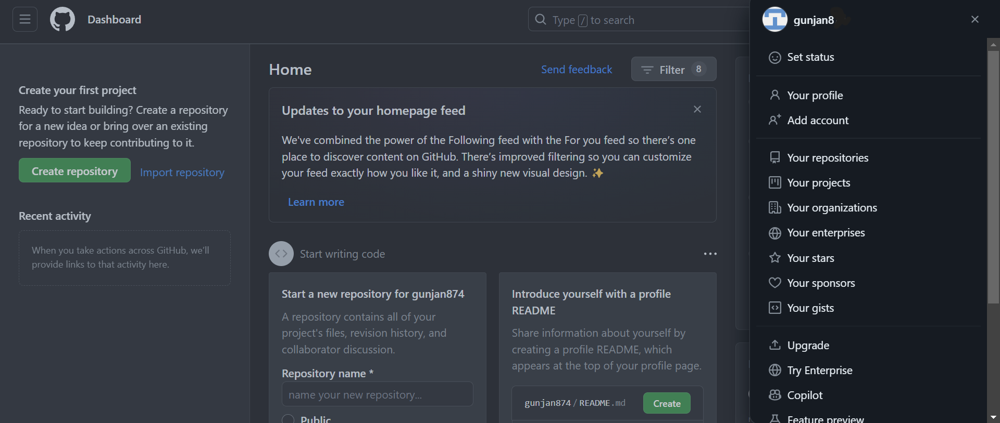 Dashboard
Type / to search
gunjan8
Set status
Your profile
Add account
Your repositories
Your projects
Your organizations
Your enterprises
Your stars
Your sponsors
Your gists
Upgrade
Try Enterprise
Copilot
Feature preview
Create your first project
Ready to start building? Create a repository
for a new idea or bring over an existing
repository to keep contributing to it.
Create repository
Import repository
Recent activity
When you take actions across GitHub, we’ll
provide links to that activity here.
Home
Send feedback
Filter 8
Updates to your homepage feed
We've combined the power of the Following feed with the For you feed so there’s one
place to discover content on GitHub. There’s improved filtering so you can customize
your feed exactly how you like it, and a shiny new visual design. ✨
Learn more
Start writing code
Start a new repository for gunjan874
A repository contains all of your
project's files, revision history, and
collaborator discussion.
Repository name *
name your new repository...
Public
Introduce yourself with a profile
README
Share information about yourself by
creating a profile README, which
appears at the top of your profile page.
gunjan874/README.md
Create